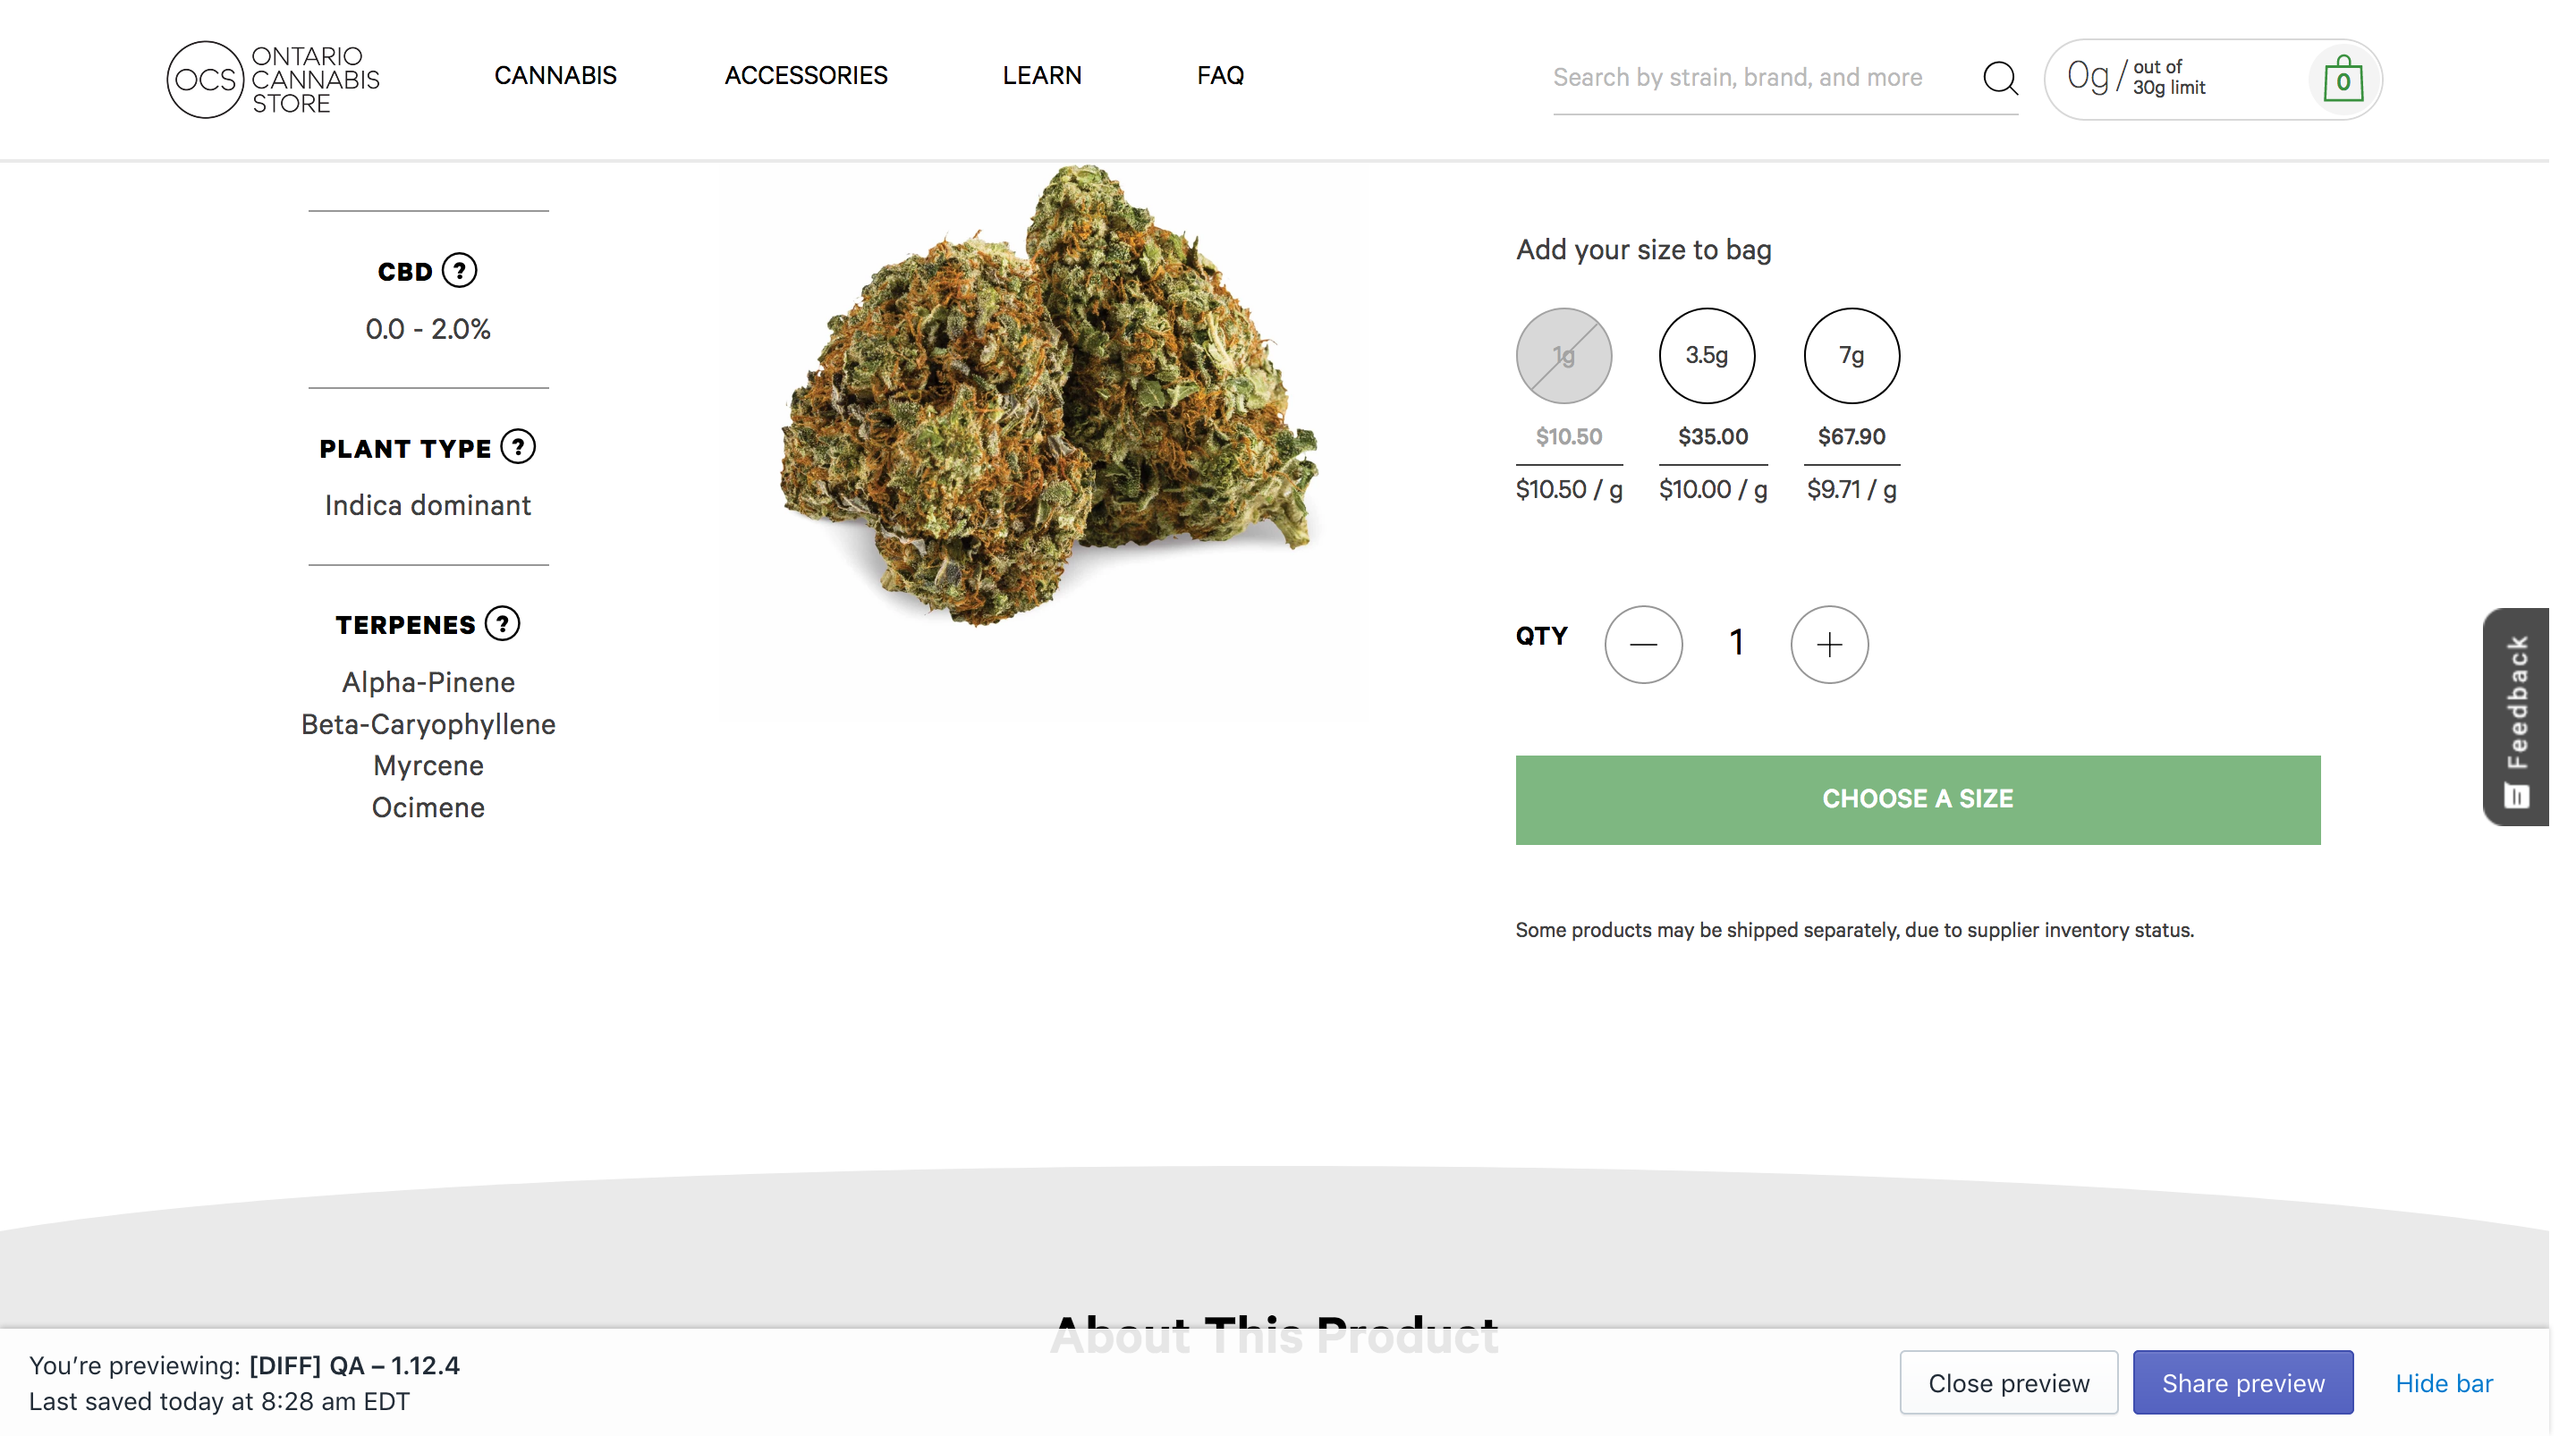 OCS ONTARIO CANNABIS STORE
CANNABIS
ACCESSORIES
LEARN
FAQ
Search by strain, brand, and more
0g / out of 30g limit
0
CBD ?
0.0 - 2.0%
PLANT TYPE ?
Indica dominant
TERPENES ?
Alpha-Pinene
Beta-Caryophyllene
Myrcene
Ocimene
Add your size to bag
1g 3.5g 7g
$10.50 $35.00 $67.90
$10.50 / g $10.00 / g $9.71 / g
QTY — 1 +
CHOOSE A SIZE
Some products may be shipped separately, due to supplier inventory status.
Feedback
About This Product
You're previewing: [DIFF] QA – 1.12.4
Last saved today at 8:28 am EDT
Close preview
Share preview
Hide bar